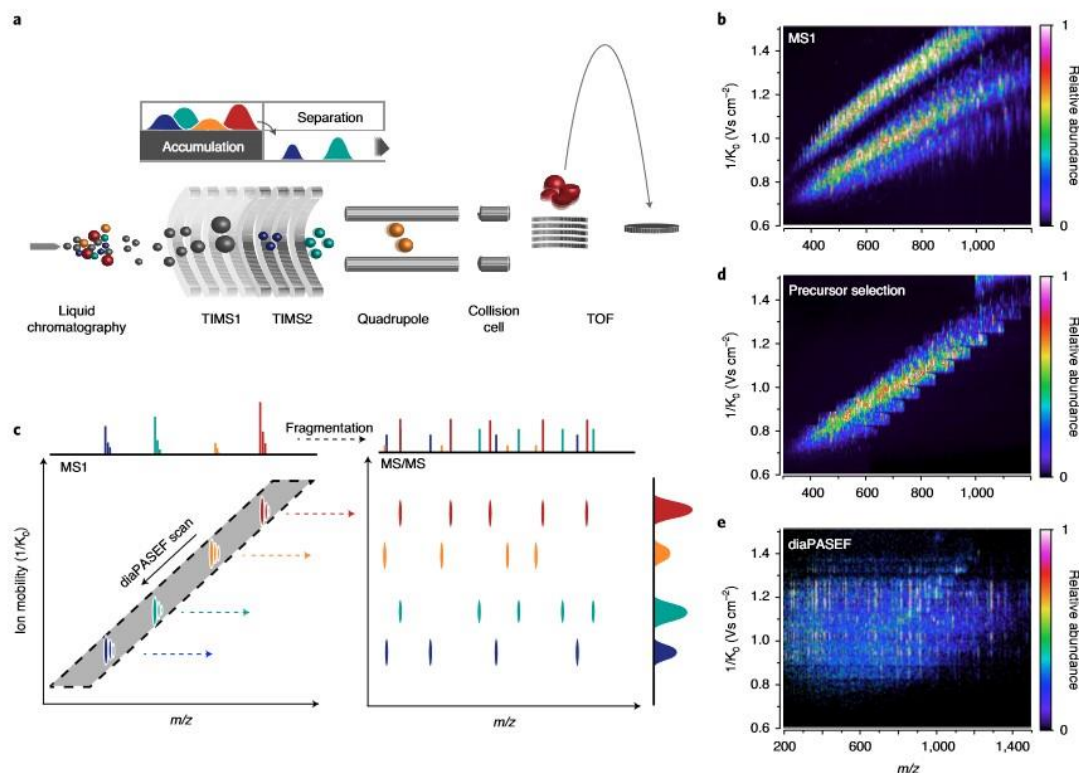 a
Separation
Accumulation
Liquid
chromatography
TIMS1
TIMS2
Quadrupole
Collision
cell
TOF
b
MS1
1/K0 (Vs cm−2)
1.4
1.2
1.0
0.8
0.6
400
600
800
1,000
1
0
Relative abundance
d
Precursor selection
1/K0 (Vs cm−2)
1.4
1.2
1.0
0.8
0.6
400
600
800
1,000
1
0
Relative abundance
c
Fragmentation
MS1
MS/MS
diaPASEF scan
Ion mobility (1/K0)
m/z
m/z
e
diaPASEF
1/K0 (Vs cm−2)
1.4
1.2
1.0
0.8
0.6
200
600
1,000
1,400
m/z
1
0
Relative abundance